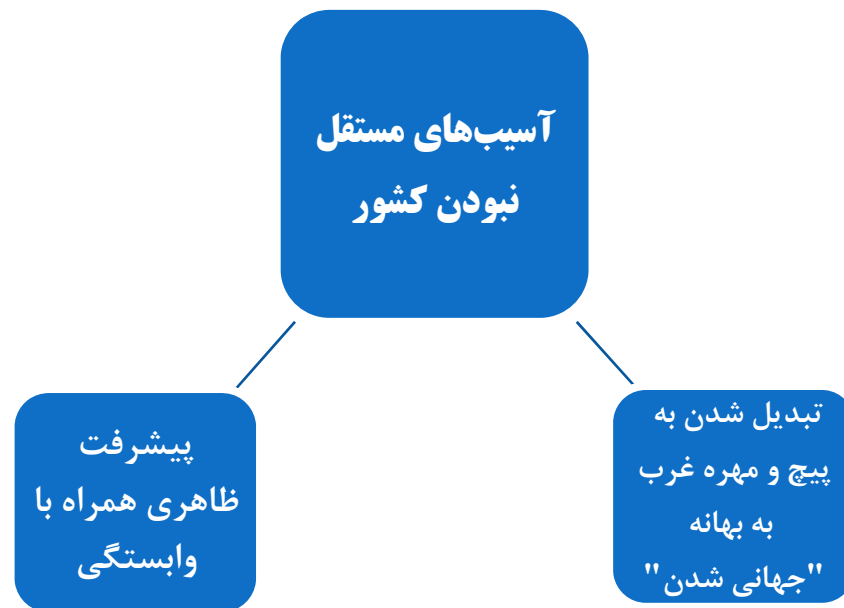 آسیب‌های مستقل
نبودن کشور
تبدیل شدن به
پیچ و مهره غرب
به بهانه
"جهانی شدن"
پیشرفت
ظاهری همراه با
وابستگی